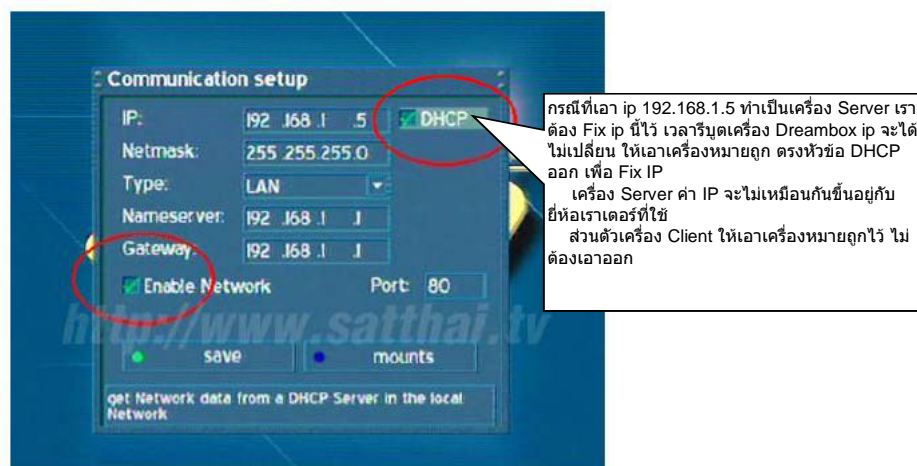 Communication setup
IP: 192 .168 .1 .5 DHCP
Netmask: 255 .255.255.0
Type: LAN
Nameserver: 192 .168 .1 .1
Gateway: 192 .168 .1 .1
Enable Network Port: 80
http://www.satthai.tv
save mounts
get Network data from a DHCP Server in the local
Network
กรณีที่เอา ip 192.168.1.5 ทำเป็นเครื่อง Server เรา
ต้อง Fix ip นี้ไว้ เวลารีบูตเครื่อง Dreambox ip จะได้
ไม่เปลี่ยน ให้เอาเครื่องหมายถูก ตรงหัวข้อ DHCP
ออก เพื่อ Fix IP
เครื่อง Server ค่า IP จะไม่เหมือนกันขึ้นอยู่กับ
ยี่ห้อเราเตอร์ที่ใช้
ส่วนตัวเครื่อง Client ให้เอาเครื่องหมายถูกไว้ ไม่
ต้องเอาออก